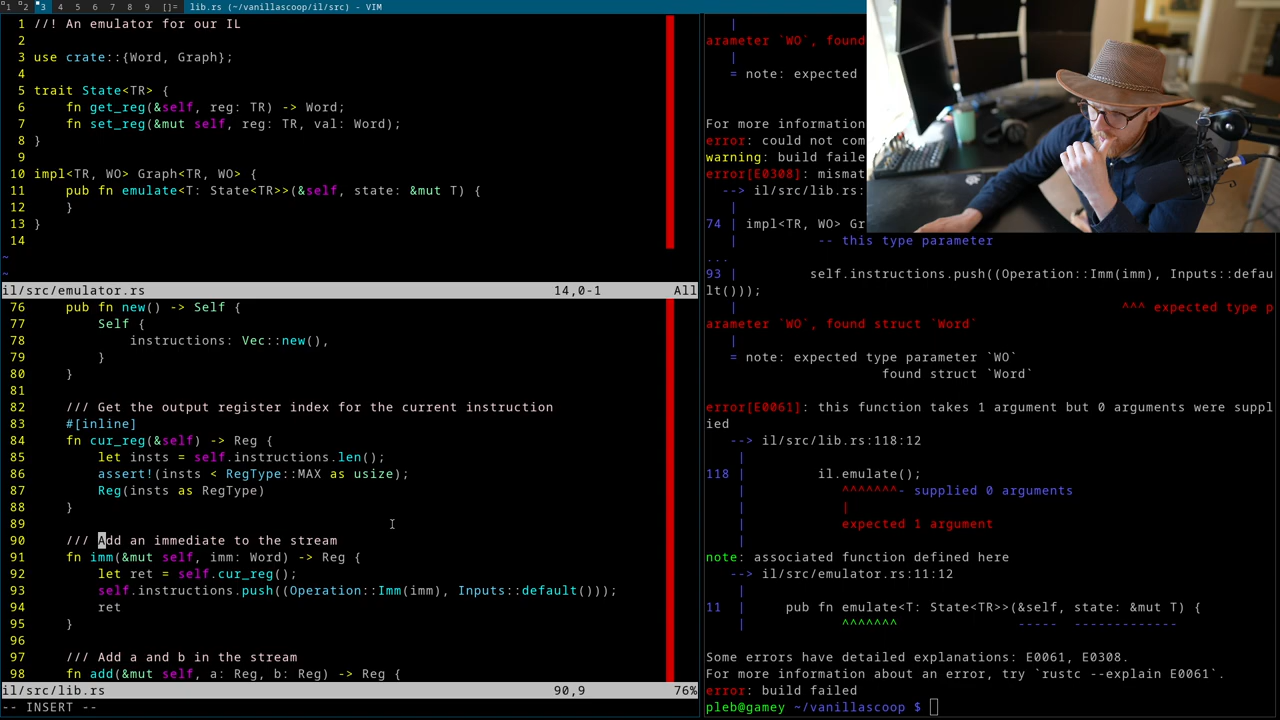 1 2 3 4 5 6 7 8 9 []= lib.rs (~/vanillascoop/il/src) - VIM
1 //! An emulator for our IL
2
3 use crate::{Word, Graph};
4
5 trait State<TR> {
6     fn get_reg(&self, reg: TR) -> Word;
7     fn set_reg(&mut self, reg: TR, val: Word);
8 }
9
10 impl<TR, WO> Graph<TR, WO> {
11     pub fn emulate<T: State<TR>>(&self, state: &mut T) {
12     }
13 }
14
~
~
il/src/emulator.rs 14,0-1 All
76     pub fn new() -> Self {
77         Self {
78             instructions: Vec::new(),
79         }
80     }
81
82     /// Get the output register index for the current instruction
83     #[inline]
84     fn cur_reg(&self) -> Reg {
85         let insts = self.instructions.len();
86         assert!(insts < RegType::MAX as usize);
87         Reg(insts as RegType)
88     }
89
90     /// Add an immediate to the stream
91     fn imm(&mut self, imm: Word) -> Reg {
92         let ret = self.cur_reg();
93         self.instructions.push((Operation::Imm(imm), Inputs::default()));
94         ret
95     }
96
97     /// Add a and b in the stream
98     fn add(&mut self, a: Reg, b: Reg) -> Reg {
il/src/lib.rs 90,9 76%
-- INSERT --
|
arameter `WO`, found
|
= note: expected
For more information
error: could not com
warning: build faile
error[E0308]: mismat
--> il/src/lib.rs:
|
74 | impl<TR, WO> Gr
| -- this type parameter
...
93 |         self.instructions.push((Operation::Imm(imm), Inputs::defau
lt()));
| ^^^ expected type p
arameter `WO`, found struct `Word`
|
= note: expected type parameter `WO`
found struct `Word`
error[E0061]: this function takes 1 argument but 0 arguments were suppl
ied
--> il/src/lib.rs:118:12
|
118 |         il.emulate();
| ^^^^^^^- supplied 0 arguments
| |
| expected 1 argument
|
note: associated function defined here
--> il/src/emulator.rs:11:12
|
11 |     pub fn emulate<T: State<TR>>(&self, state: &mut T) {
| ^^^^^^^ ----- -------------
Some errors have detailed explanations: E0061, E0308.
For more information about an error, try `rustc --explain E0061`.
error: build failed
pleb@gamey ~/vanillascoop $